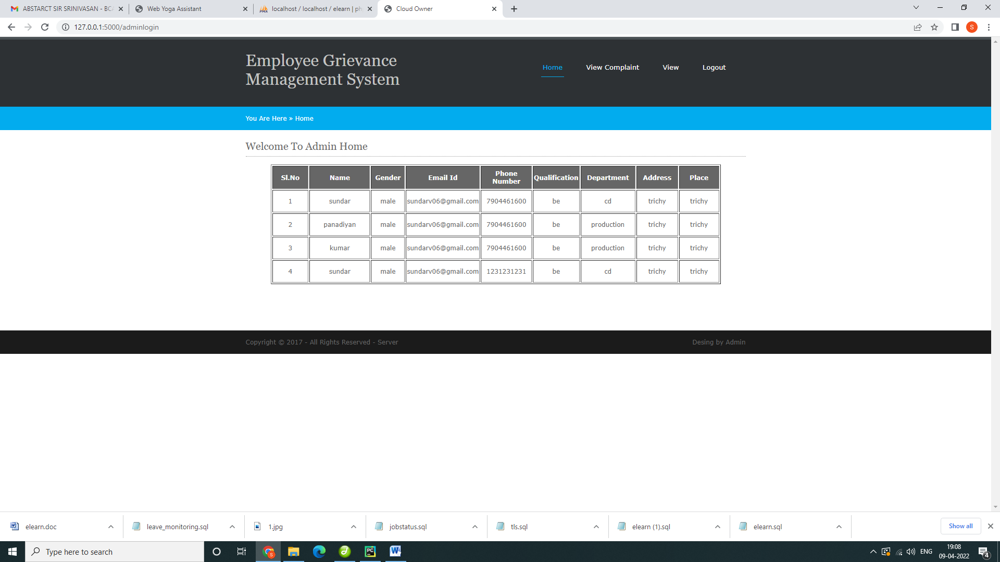 ABSTARCT SIR SRINIVASAN - BCA
Web Yoga Assistant
localhost / localhost / elearn | ph
Cloud Owner
127.0.0.1:5000/adminlogin
S
Employee Grievance
Management System
Home View Complaint View Logout
You Are Here » Home
Welcome To Admin Home
Sl.No Name Gender Email Id Phone Number Qualification Department Address Place
1 sundar male sundarv06@gmail.com 7904461600 be cd trichy trichy
2 panadiyan male sundarv06@gmail.com 7904461600 be production trichy trichy
3 kumar male sundarv06@gmail.com 7904461600 be production trichy trichy
4 sundar male sundarv06@gmail.com 1231231231 be cd trichy trichy
Copyright © 2017 - All Rights Reserved - Server Desing by Admin
elearn.doc leave_monitoring.sql 1.jpg jobstatus.sql tls.sql elearn (1).sql elearn.sql Show all
Type here to search
ENG
19:08
09-04-2022
4